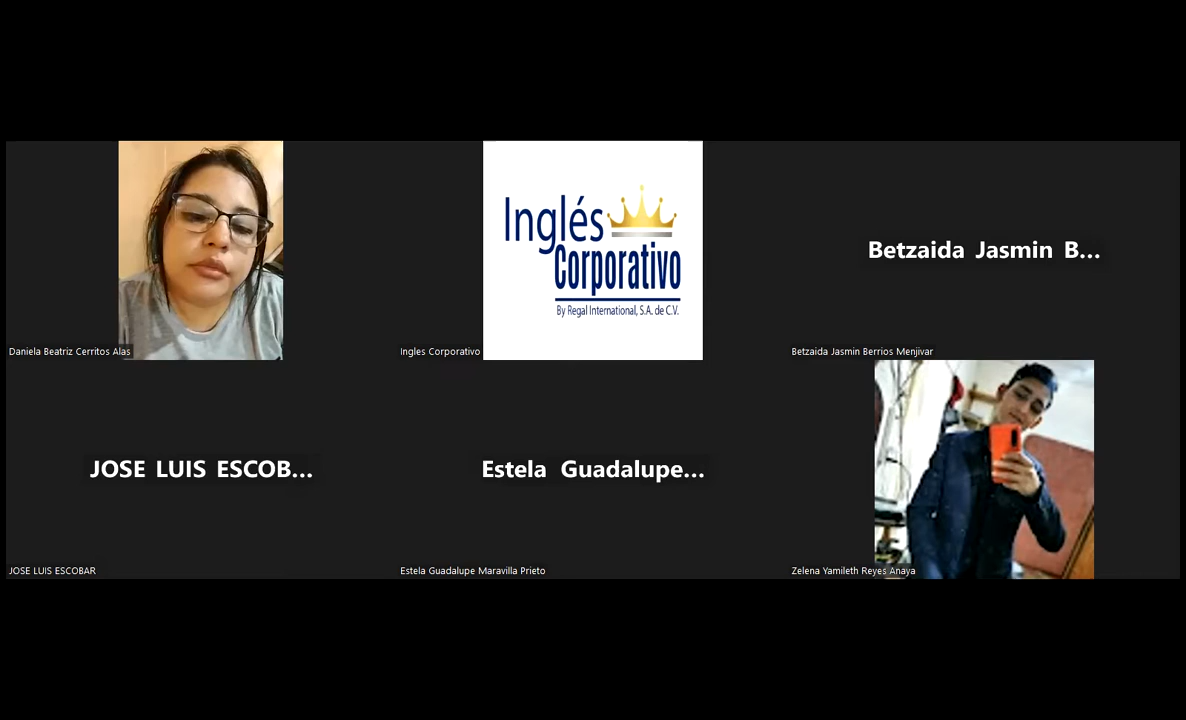 Inglés
Corporativo
By Regal International, S.A. de C.V.
Betzaida Jasmin B...
Daniela Beatriz Cerritos Alas
Ingles Corporativo
Betzaida Jasmin Berrios Menjivar
JOSE LUIS ESCOB...
Estela Guadalupe...
JOSE LUIS ESCOBAR
Estela Guadalupe Maravilla Prieto
Zelena Yamileth Reyes Anaya